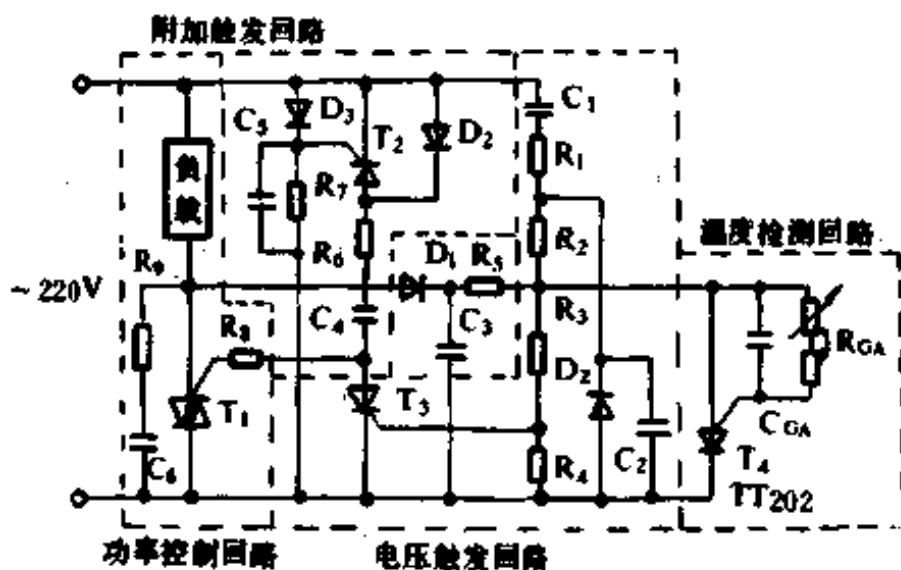 附加触发回路
C₅
D₃
T₂
D₂
C₁
R₁
负载
R₇
R₂
温度检测回路
R₆
D₁
R₅
R₉
~220V
C₄
C₃
R₃
R_GA
R₈
D₂
T₁
T₃
C_GA
C₆
C₂
R₄
T₄
TT₂₀₂
功率控制回路
电压触发回路